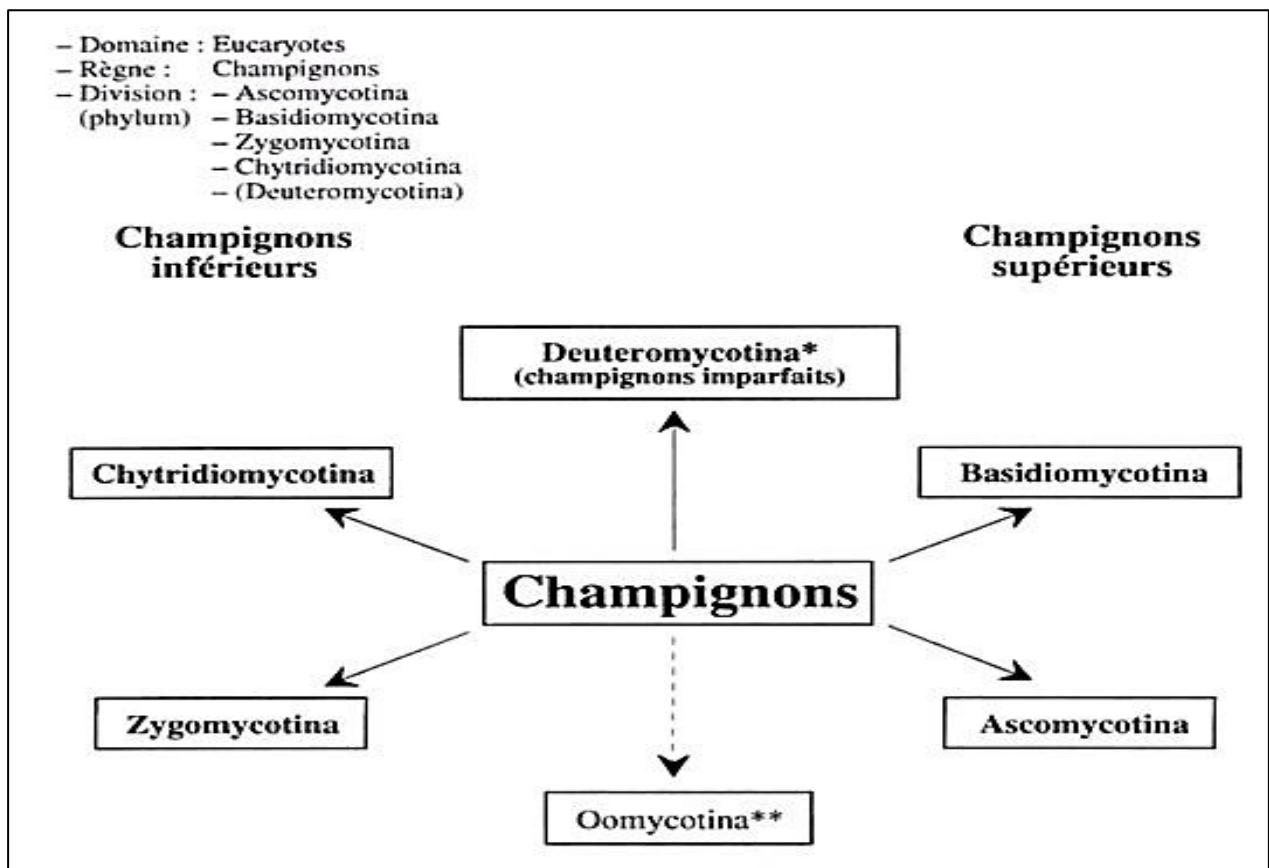 – Domaine : Eucaryotes
– Règne : Champignons
– Division : – Ascomycotina
(phylum) – Basidiomycotina
– Zygomycotina
– Chytridiomycotina
– (Deuteromycotina)
Champignons
inférieurs
Champignons
supérieurs
Deuteromycotina*
(champignons imparfaits)
Chytridiomycotina
Basidiomycotina
Champignons
Zygomycotina
Ascomycotina
Oomycotina**